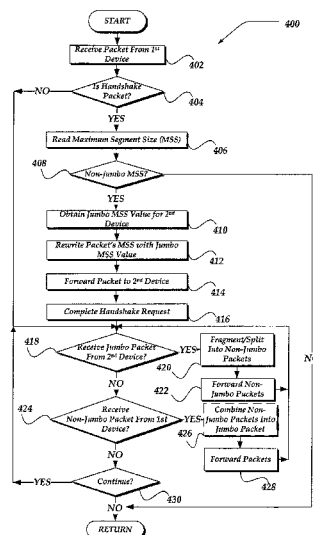 START
400
Receive Packet From 1st
Device
402
Is Handshake
Packet?
NO
404
YES
Read Maximum Segment Size (MSS)
406
408
Non-Jumbo MSS?
YES
Obtain Jumbo MSS Value for 2nd
Device
410
Rewrite Packet's MSS with Jumbo
MSS Value
412
Forward Packet to 2nd Device
414
Complete Handshake Request
416
418
Receive Jumbo Packet
From 2nd Device?
YES
Fragment/Split
Into Non-Jumbo
Packets
420
NO
422
Forward Non-
Jumbo Packets
424
Receive
Non-Jumbo Packet From 1st
Device?
YES
426
Combine Non-
Jumbo Packets Into
Jumbo Packet
NO
Forward Packets
428
YES
Continue?
430
NO
RETURN